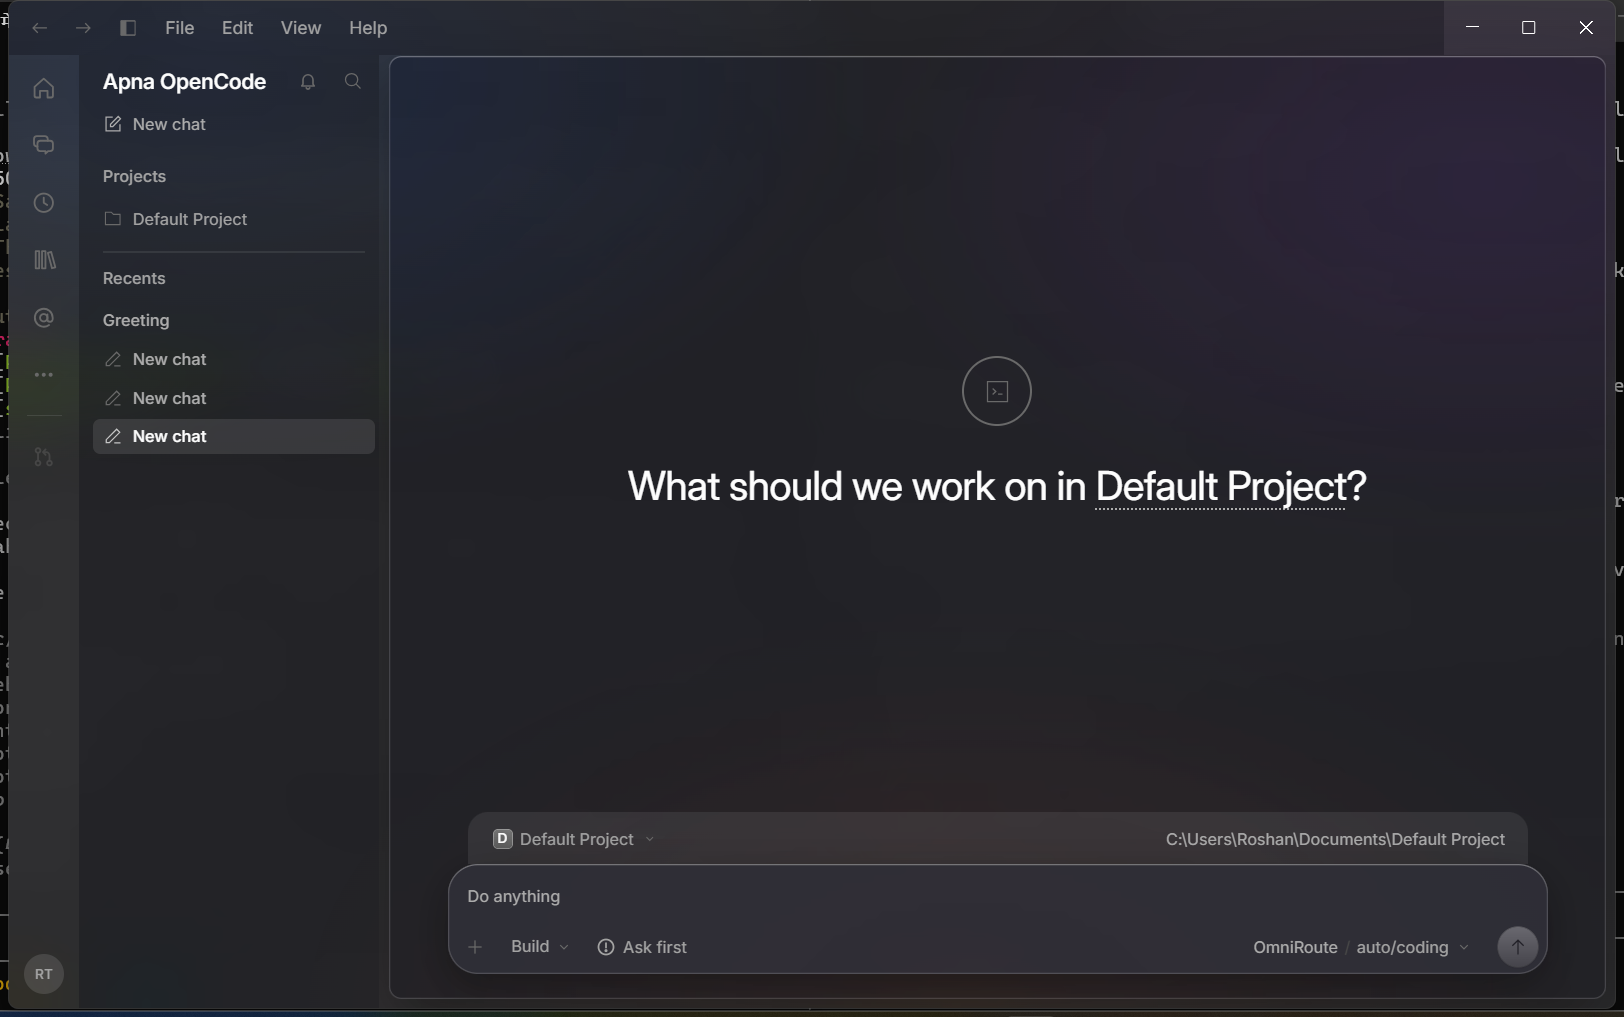 File Edit View Help
Apna OpenCode
New chat
Projects
Default Project
Recents
Greeting
New chat
New chat
New chat
RT
What should we work on in Default Project?
D Default Project
C:\Users\Roshan\Documents\Default Project
Do anything
Build
Ask first
OmniRoute / auto/coding